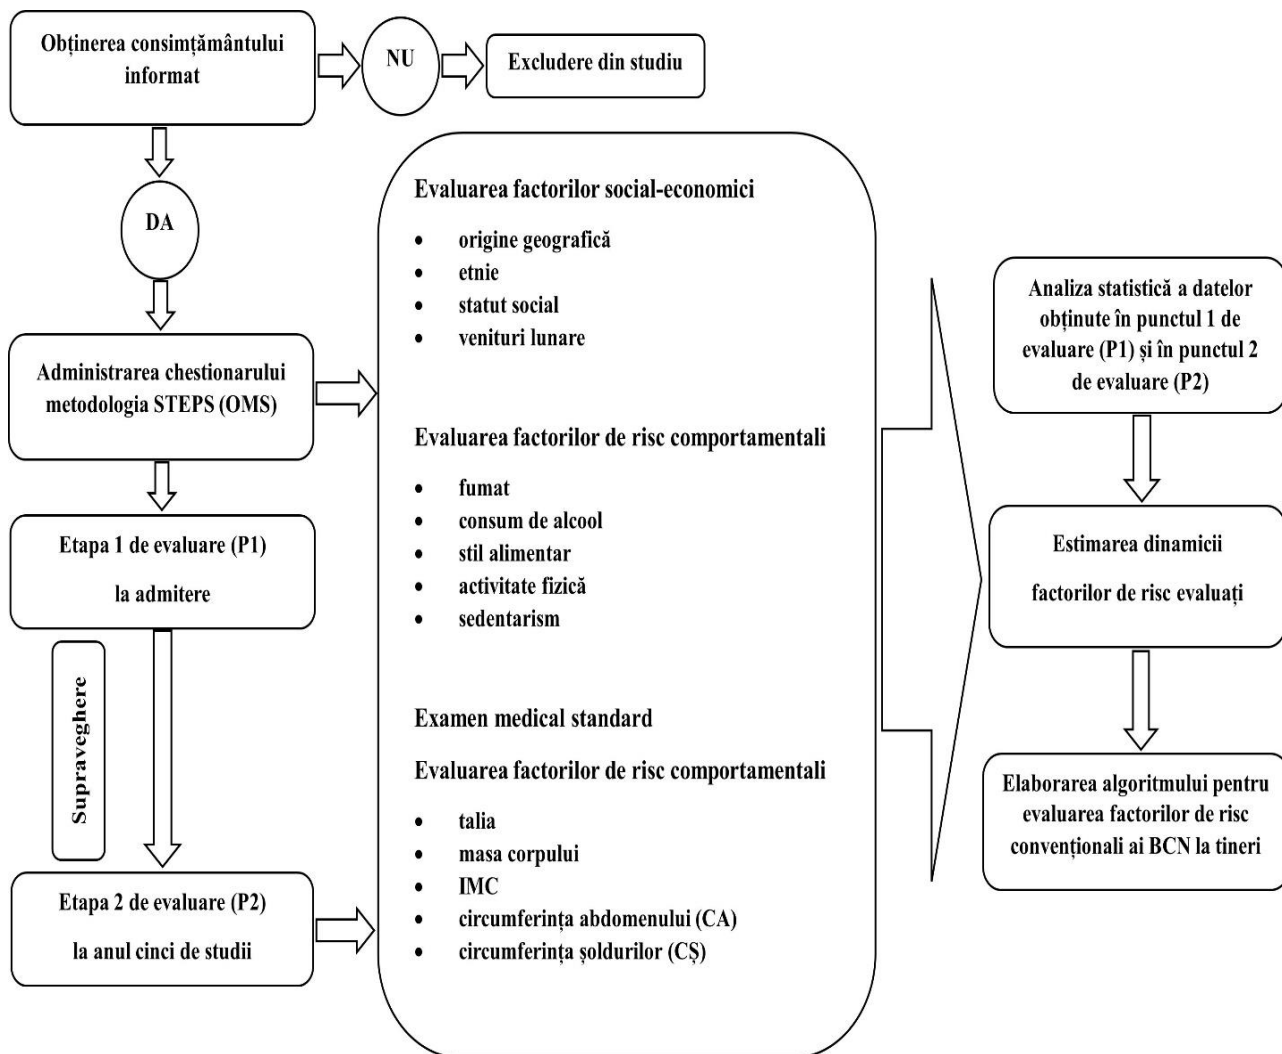 Obținerea consimțământului
informat
NU
Excludere din studiu
DA
Administrarea chestionarului
metodologia STEPS (OMS)
Etapa 1 de evaluare (P1)
la admitere
Supraveghere
Etapa 2 de evaluare (P2)
la anul cinci de studii
Evaluarea factorilor social-economici
• origine geografică
• etnie
• statut social
• venituri lunare
Evaluarea factorilor de risc comportamentali
• fumat
• consum de alcool
• stil alimentar
• activitate fizică
• sedentarism
Examen medical standard
Evaluarea factorilor de risc comportamentali
• talia
• masa corpului
• IMC
• circumferința abdomenului (CA)
• circumferința șoldurilor (CȘ)
Analiza statistică a datelor
obținute în punctul 1 de
evaluare (P1) și în punctul 2
de evaluare (P2)
Estimarea dinamicii
factorilor de risc evaluați
Elaborarea algoritmului pentru
evaluarea factorilor de risc
convenționali ai BCN la tineri